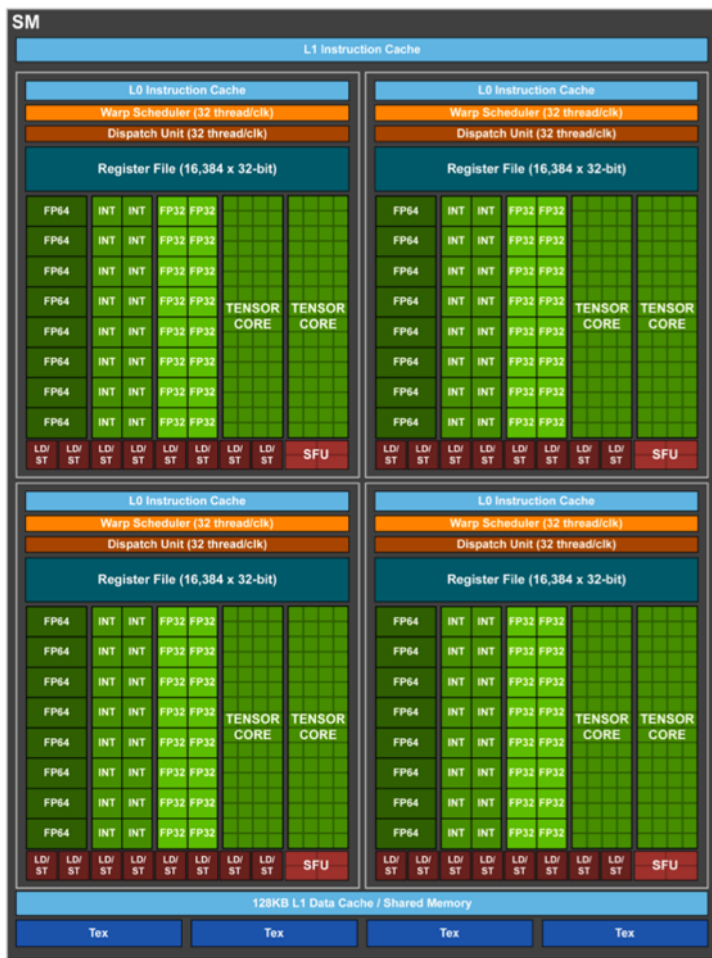 SM
L1 Instruction Cache
L0 Instruction Cache
Warp Scheduler (32 thread/clk)
Dispatch Unit (32 thread/clk)
Register File (16,384 x 32-bit)
FP64 INT INT FP32 FP32
FP64 INT INT FP32 FP32
FP64 INT INT FP32 FP32
FP64 INT INT FP32 FP32 TENSOR CORE TENSOR CORE
FP64 INT INT FP32 FP32
FP64 INT INT FP32 FP32
FP64 INT INT FP32 FP32
FP64 INT INT FP32 FP32
LD/ST LD/ST LD/ST LD/ST LD/ST LD/ST LD/ST LD/ST SFU
L0 Instruction Cache
Warp Scheduler (32 thread/clk)
Dispatch Unit (32 thread/clk)
Register File (16,384 x 32-bit)
FP64 INT INT FP32 FP32
FP64 INT INT FP32 FP32
FP64 INT INT FP32 FP32
FP64 INT INT FP32 FP32 TENSOR CORE TENSOR CORE
FP64 INT INT FP32 FP32
FP64 INT INT FP32 FP32
FP64 INT INT FP32 FP32
FP64 INT INT FP32 FP32
LD/ST LD/ST LD/ST LD/ST LD/ST LD/ST LD/ST LD/ST SFU
L0 Instruction Cache
Warp Scheduler (32 thread/clk)
Dispatch Unit (32 thread/clk)
Register File (16,384 x 32-bit)
FP64 INT INT FP32 FP32
FP64 INT INT FP32 FP32
FP64 INT INT FP32 FP32
FP64 INT INT FP32 FP32 TENSOR CORE TENSOR CORE
FP64 INT INT FP32 FP32
FP64 INT INT FP32 FP32
FP64 INT INT FP32 FP32
FP64 INT INT FP32 FP32
LD/ST LD/ST LD/ST LD/ST LD/ST LD/ST LD/ST LD/ST SFU
L0 Instruction Cache
Warp Scheduler (32 thread/clk)
Dispatch Unit (32 thread/clk)
Register File (16,384 x 32-bit)
FP64 INT INT FP32 FP32
FP64 INT INT FP32 FP32
FP64 INT INT FP32 FP32
FP64 INT INT FP32 FP32 TENSOR CORE TENSOR CORE
FP64 INT INT FP32 FP32
FP64 INT INT FP32 FP32
FP64 INT INT FP32 FP32
FP64 INT INT FP32 FP32
LD/ST LD/ST LD/ST LD/ST LD/ST LD/ST LD/ST LD/ST SFU
128KB L1 Data Cache / Shared Memory
Tex Tex Tex Tex